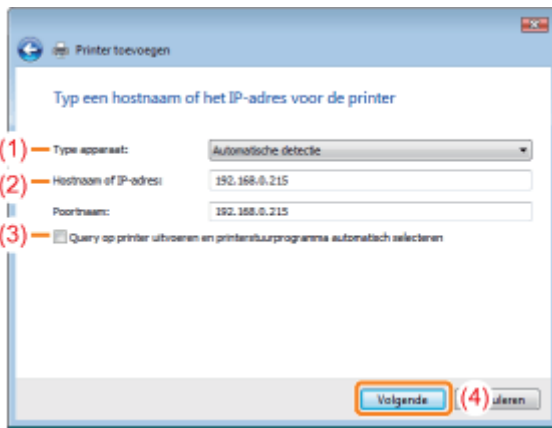 Printer toevoegen
Typ een hostnaam of het IP-adres voor de printer
(1) Type apparaat: Automatische detectie
(2) Hostnaam of IP-adres: 192.168.0.215
Poortnaam: 192.168.0.215
(3) Query op printer uitvoeren en printerstuurprogramma automatisch selecteren
Volgende (4) uleren